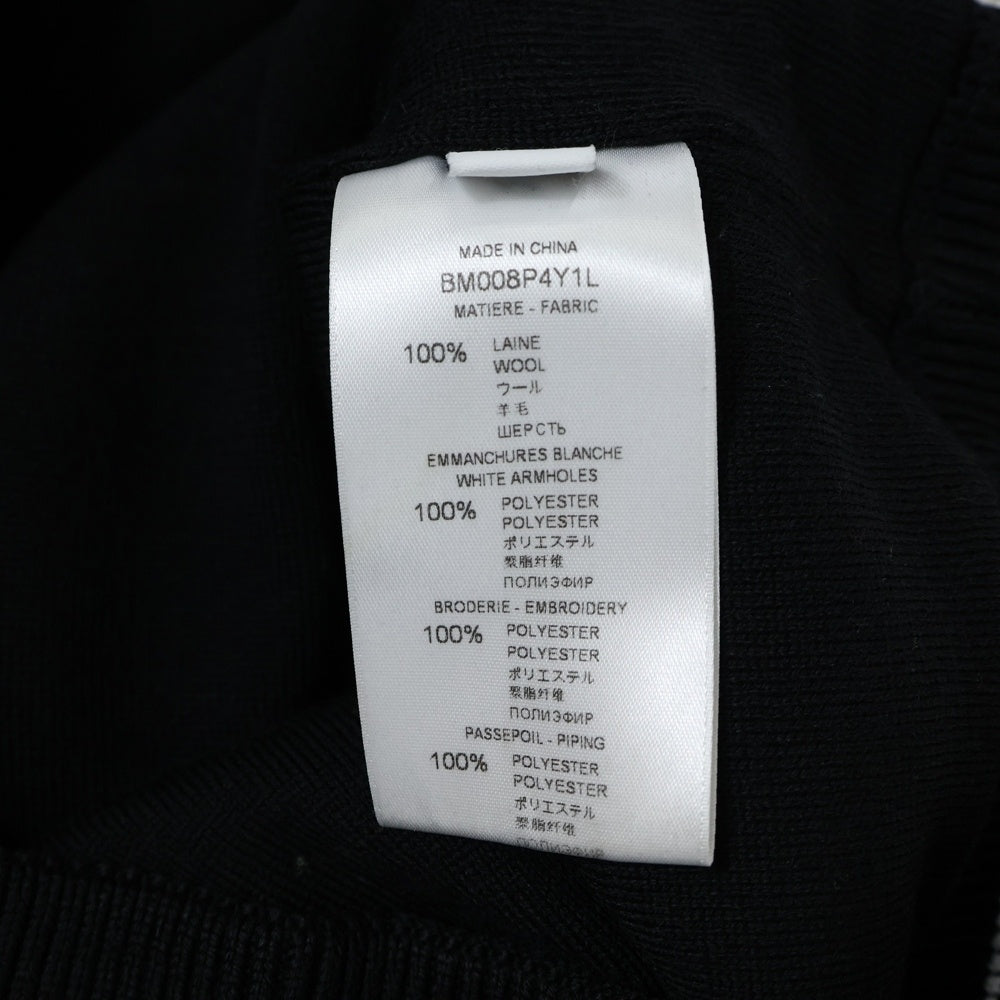 MADE IN CHINA
BM008P4Y1L
MATIERE - FABRIC
100% LAINE
WOOL
ウール
羊毛
ШЕРСТЬ
EMMANCHURES BLANCHE
WHITE ARMHOLES
100% POLYESTER
POLYESTER
ポリエステル
聚脂纤维
ПОЛИЭФИР
BRODERIE - EMBROIDERY
100% POLYESTER
POLYESTER
ポリエステル
聚脂纤维
ПОЛИЭФИР
PASSEPOIL - PIPING
100% POLYESTER
POLYESTER
ポリエステル
聚脂纤维
ПОЛИЭФИР